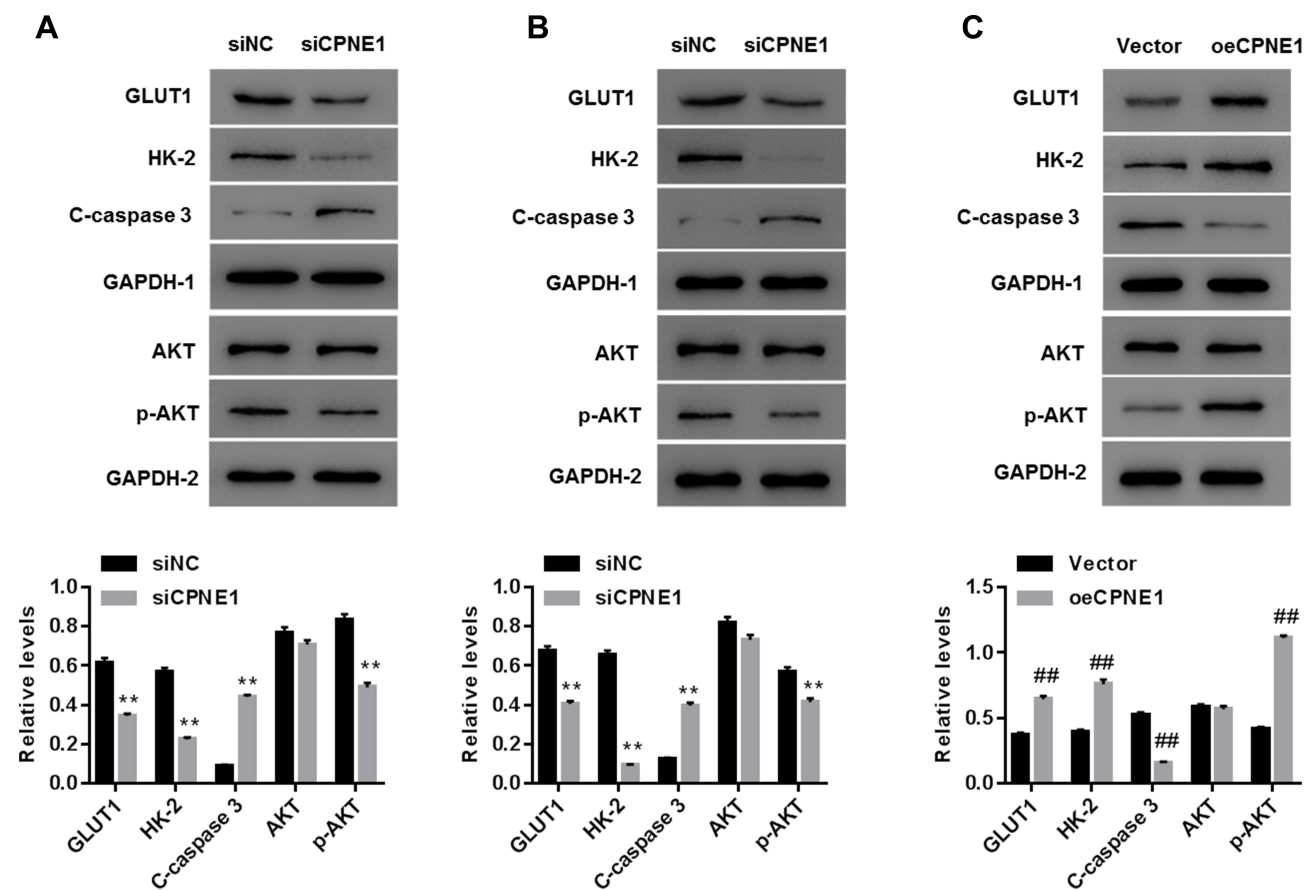 A
siNC siCPNE1
GLUT1
HK-2
C-caspase 3
GAPDH-1
AKT
p-AKT
GAPDH-2
siNC
siCPNE1
Relative levels
1.0
0.8
0.6
0.4
0.2
0.0
** ** ** **
GLUT1 HK-2 C-caspase 3 AKT p-AKT
B
siNC siCPNE1
GLUT1
HK-2
C-caspase 3
GAPDH-1
AKT
p-AKT
GAPDH-2
siNC
siCPNE1
Relative levels
1.0
0.8
0.6
0.4
0.2
0.0
** ** ** **
GLUT1 HK-2 C-caspase 3 AKT p-AKT
C
Vector oeCPNE1
GLUT1
HK-2
C-caspase 3
GAPDH-1
AKT
p-AKT
GAPDH-2
Vector
oeCPNE1
Relative levels
1.5
1.0
0.5
0.0
## ## ## ##
GLUT1 HK-2 C-caspase 3 AKT p-AKT